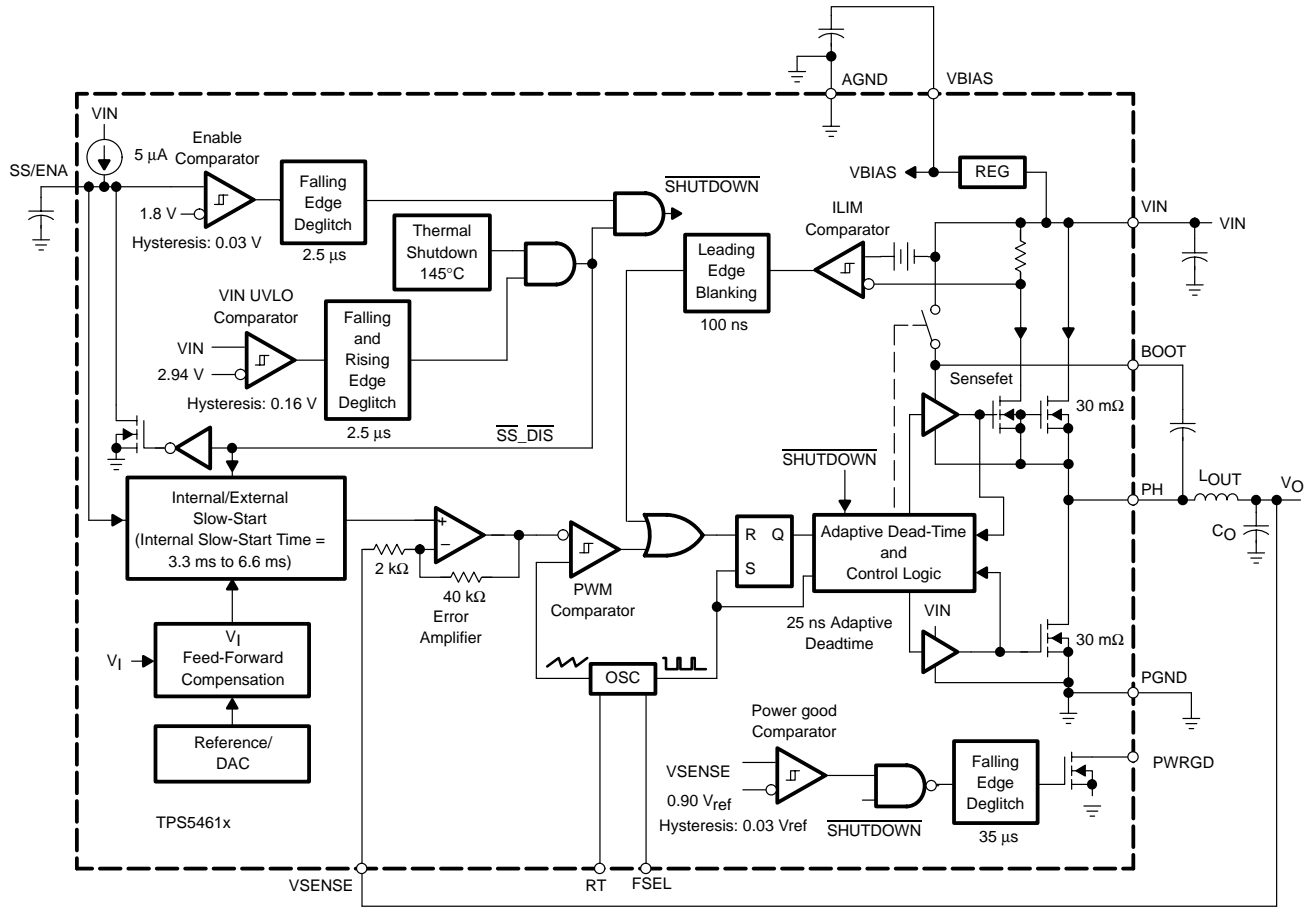 AGND
VBIAS
VIN
Enable
Comparator
5 µA
SS/ENA
1.8 V
Hysteresis: 0.03 V
Falling
Edge
Deglitch
2.5 µs
SHUTDOWN
Thermal
Shutdown
145°C
VBIAS
REG
ILIM
Comparator
VIN
VIN
Leading
Edge
Blanking
100 ns
VIN UVLO
Comparator
VIN
2.94 V
Hysteresis: 0.16 V
Falling
and
Rising
Edge
Deglitch
2.5 µs
SS_DIS
BOOT
Sensefet
30 mΩ
SHUTDOWN
PH
LOUT
VO
CO
Internal/External
Slow-Start
(Internal Slow-Start Time =
3.3 ms to 6.6 ms)
+
−
2 kΩ
40 kΩ
Error
Amplifier
PWM
Comparator
R
Q
S
Adaptive Dead-Time
and
Control Logic
25 ns Adaptive
Deadtime
VIN
30 mΩ
PGND
VI
VI
Feed-Forward
Compensation
OSC
Reference/
DAC
Power good
Comparator
VSENSE
0.90 Vref
Hysteresis: 0.03 Vref
SHUTDOWN
Falling
Edge
Deglitch
35 µs
PWRGD
TPS5461x
VSENSE
RT
FSEL